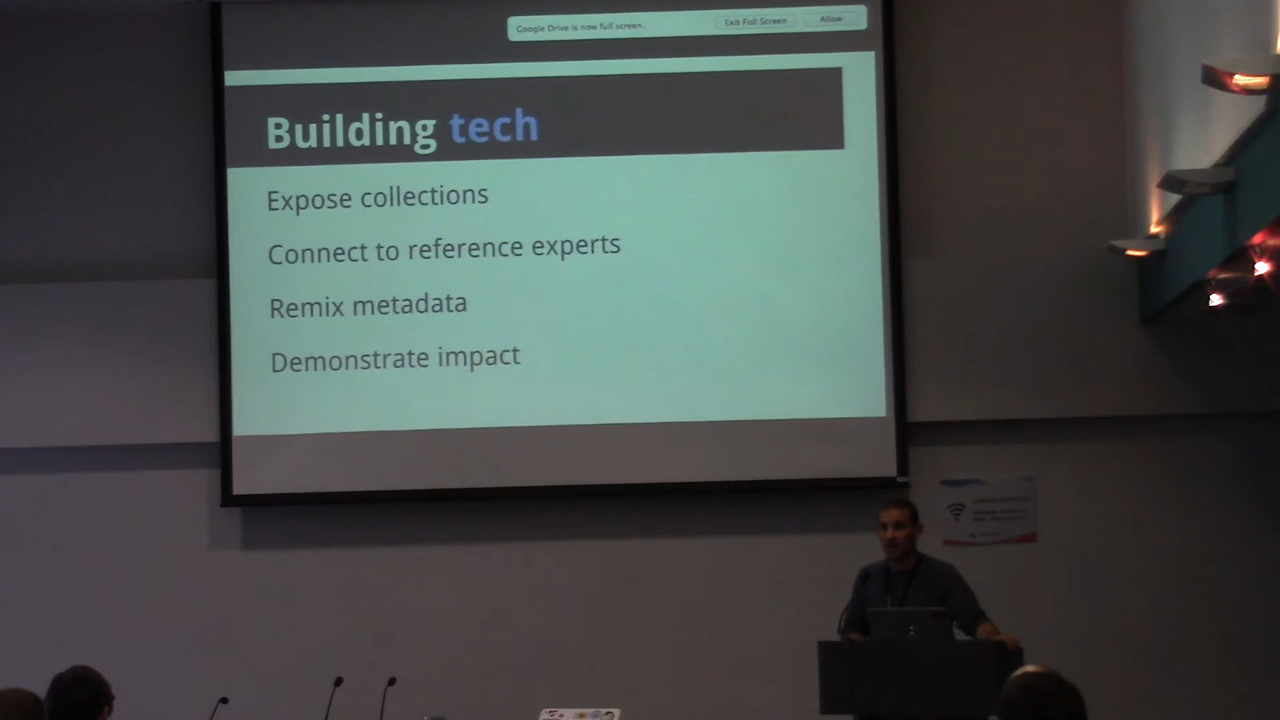 Google Drive is now full screen.
Exit Full Screen
Allow
Building tech
Expose collections
Connect to reference experts
Remix metadata
Demonstrate impact